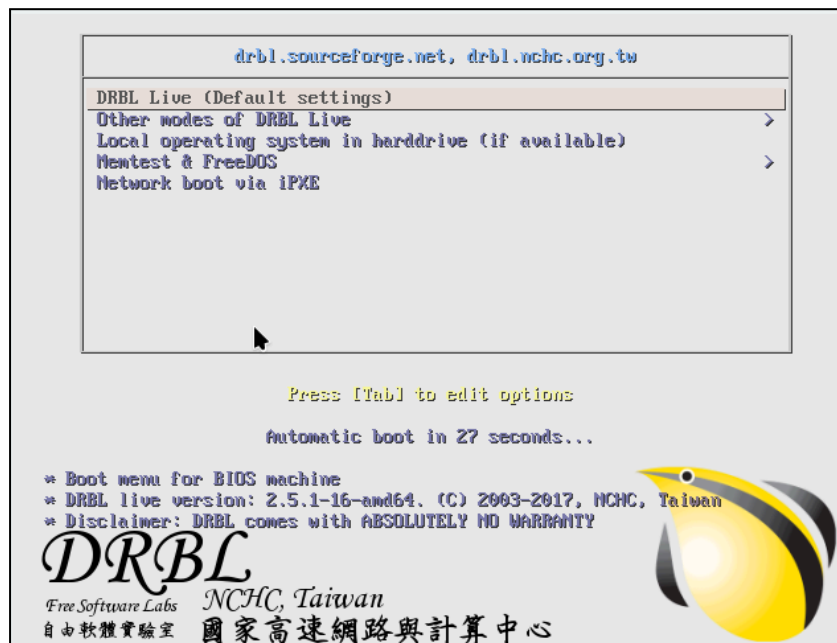 drbl.sourceforge.net, drbl.nchc.org.tw
DRBL Live (Default settings)
Other modes of DRBL Live >
Local operating system in harddrive (if available)
Memtest & FreeDOS >
Network boot via iPXE
Press [Tab] to edit options
Automatic boot in 27 seconds...
* Boot menu for BIOS machine
* DRBL live version: 2.5.1-16-amd64. (C) 2003-2017, NCHC, Taiwan
* Disclaimer: DRBL comes with ABSOLUTELY NO WARRANTY
DRBL
Free Software Labs NCHC, Taiwan
自由軟體實驗室 國家高速網路與計算中心